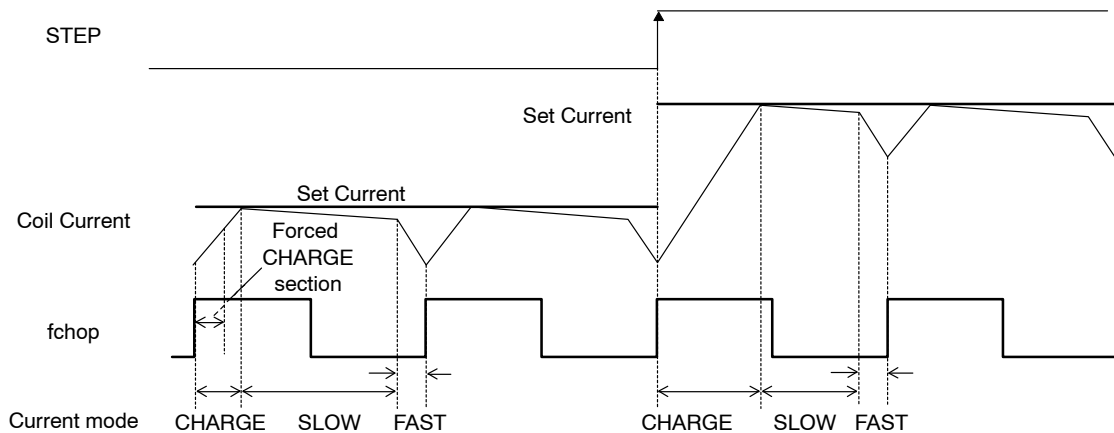 STEP
Set Current
Set Current
Coil Current
Forced
CHARGE
section
fchop
Current mode CHARGE SLOW FAST CHARGE SLOW FAST